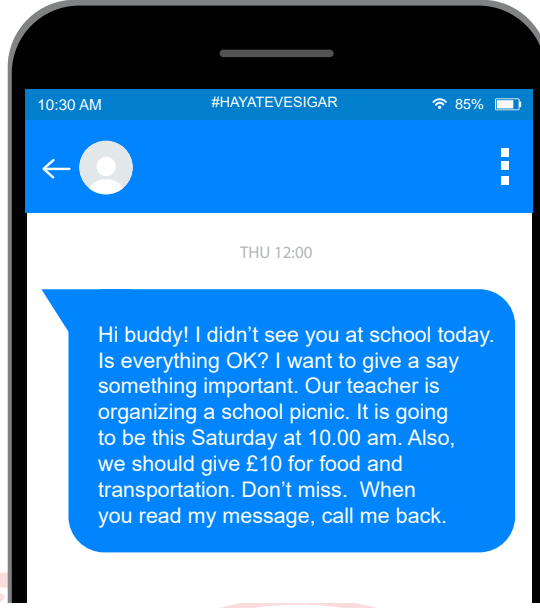 10:30 AM #HAYATEVESIGAR 85%
THU 12:00
Hi buddy! I didn’t see you at school today.
Is everything OK? I want to give a say
something important. Our teacher is
organizing a school picnic. It is going
to be this Saturday at 10.00 am. Also,
we should give £10 for food and
transportation. Don’t miss.  When
you read my message, call me back.